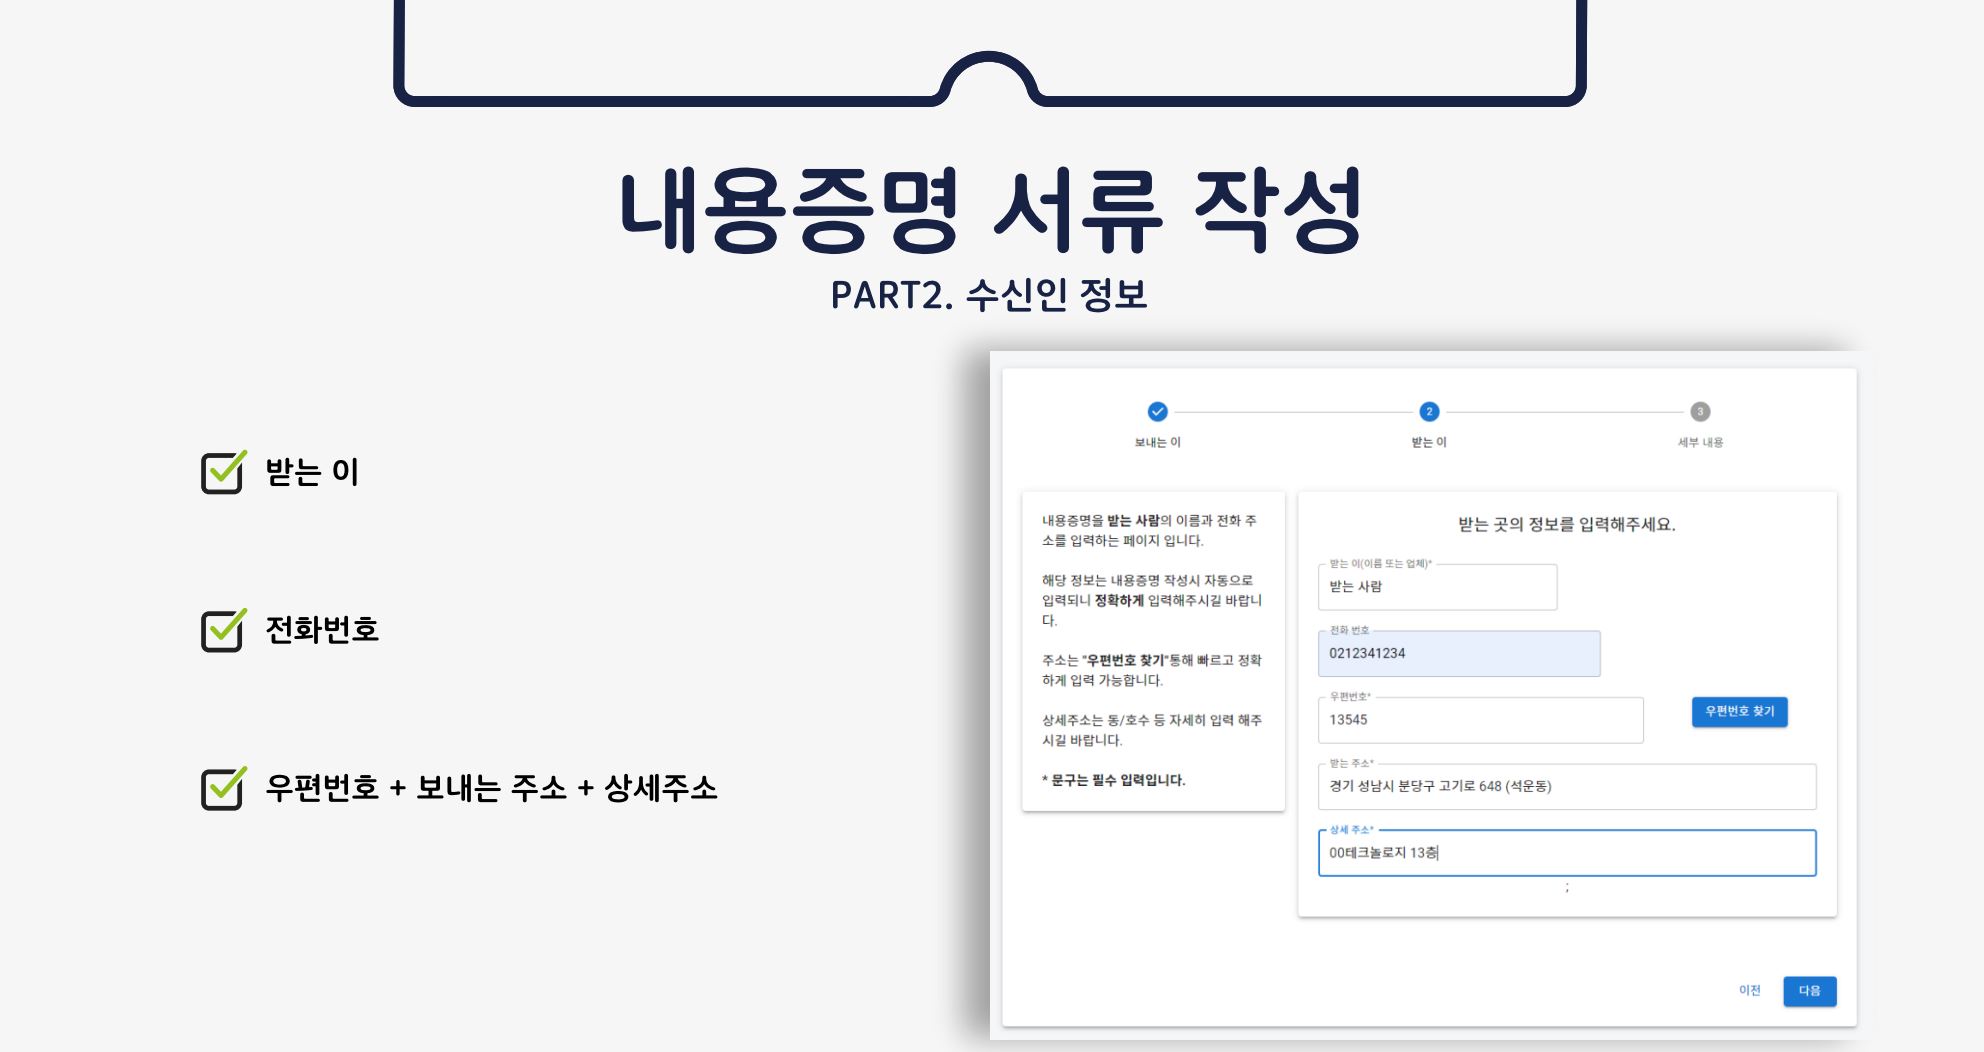 내용증명 서류 작성
PART2. 수신인 정보
받는 이
전화번호
우편번호 + 보내는 주소 + 상세주소
2
3
보내는 이
받는 이
세부 내용
내용증명을 받는 사람의 이름과 전화 주
소를 입력하는 페이지 입니다.
해당 정보는 내용증명 작성시 자동으로
입력되니 정확하게 입력해주시길 바랍니
다.
주소는 "우편번호 찾기"통해 빠르고 정확
하게 입력 가능합니다.
상세주소는 동/호수 등 자세히 입력 해주
시길 바랍니다.
* 문구는 필수 입력입니다.
받는 곳의 정보를 입력해주세요.
받는 이(이름 또는 업체)*
받는 사람
전화 번호
0212341234
우편번호*
13545
우편번호 찾기
받는 주소*
경기 성남시 분당구 고기로 648 (석운동)
상세 주소*
00테크놀로지 13층
;
이전
다음